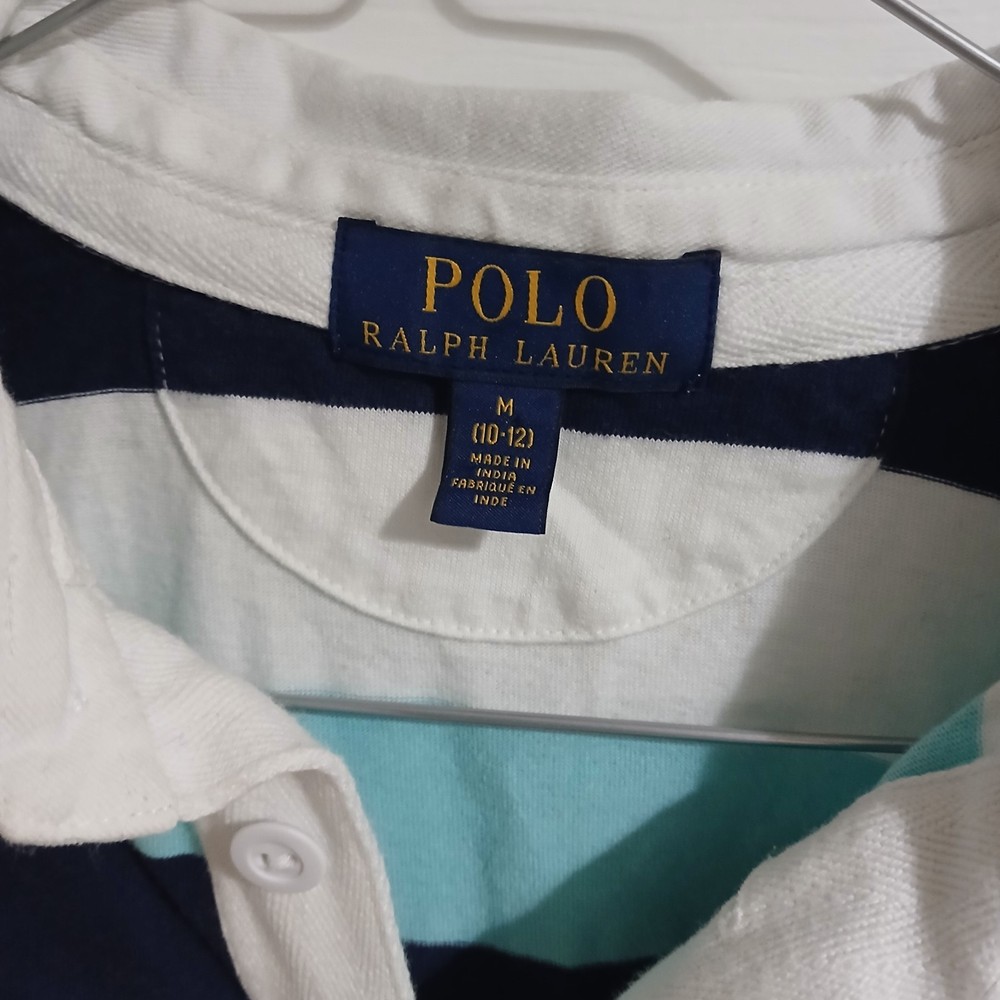 POLO
RALPH LAUREN
M
(10-12)
MADE IN
INDIA
FABRIQUÉ EN
INDE